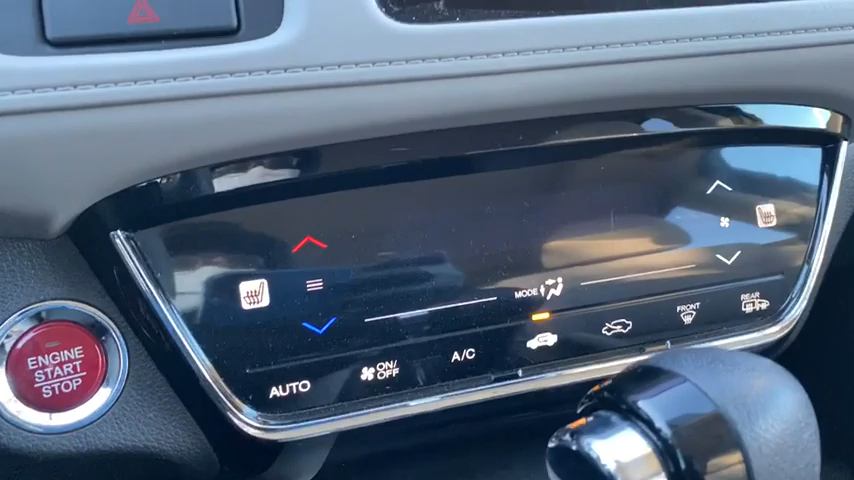 MODE
FRONT
REAR
AUTO
ON/
OFF
A/C
ENGINE
START
STOP